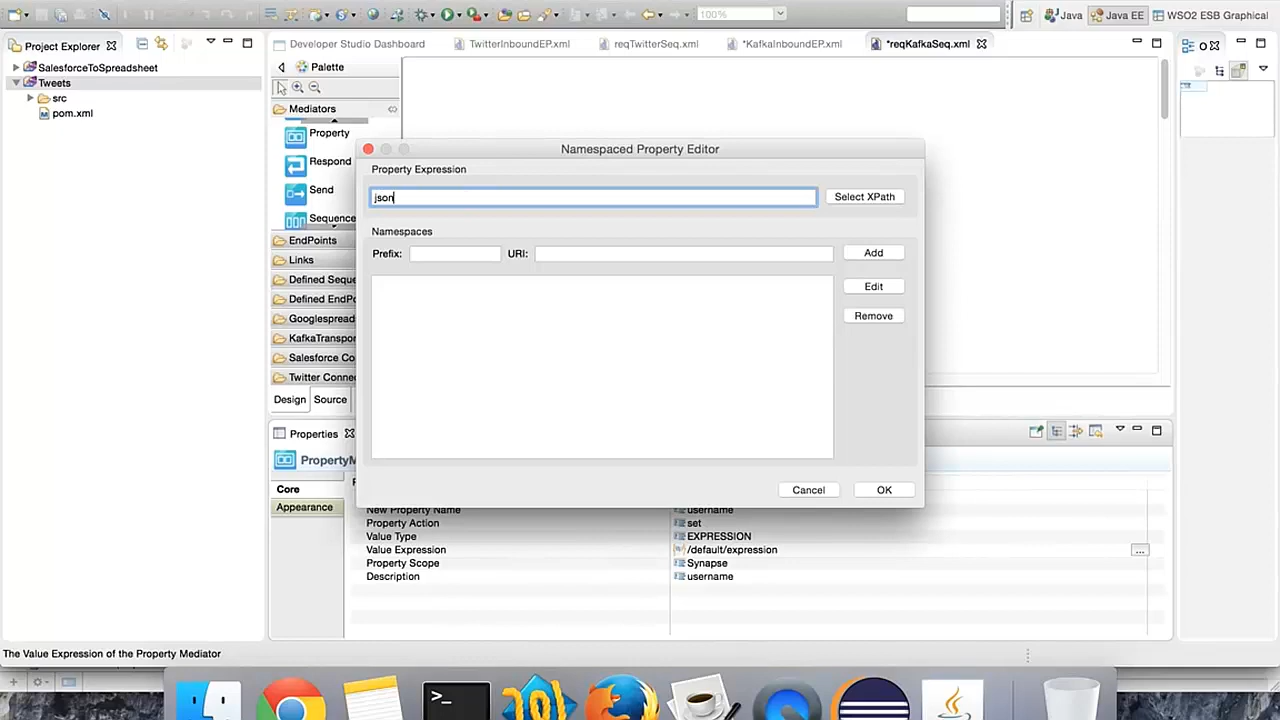 100%
Java
Java EE
WSO2 ESB Graphical
Project Explorer
Developer Studio Dashboard
TwitterInboundEP.xml
reqTwitterSeq.xml
*KafkaInboundEP.xml
*reqKafkaSeq.xml
O
SalesforceToSpreadsheet
Tweets
src
pom.xml
Palette
Mediators
Property
Respond
Send
Sequence
EndPoints
Links
Defined Seque
Defined EndPo
Googlespread
KafkaTranspor
Salesforce Co
Twitter Conne
Design
Source
Namespaced Property Editor
Property Expression
json
Select XPath
Namespaces
Prefix:
URI:
Add
Edit
Remove
Cancel
OK
Properties
PropertyM
Core
Appearance
New Property Name
username
Property Action
set
Value Type
EXPRESSION
Value Expression
/default/expression
...
Property Scope
Synapse
Description
username
The Value Expression of the Property Mediator